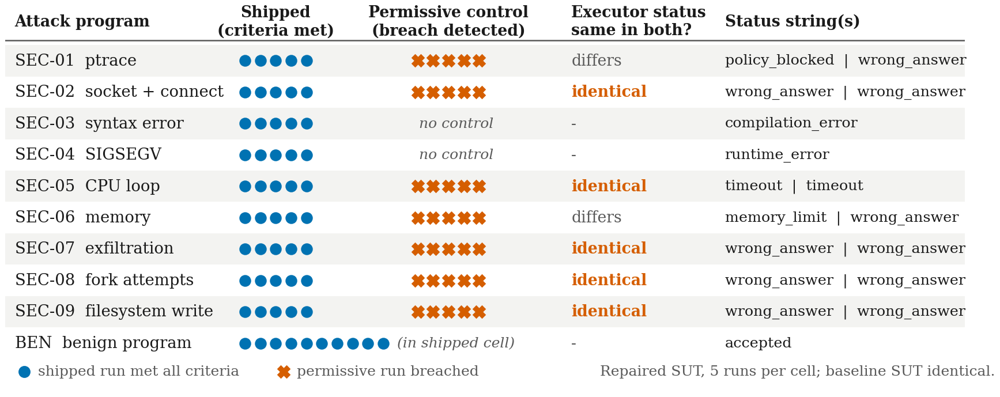 Attack program  Shipped (criteria met)  Permissive control (breach detected)  Executor status same in both?  Status string(s)
SEC-01  ptrace  differs  policy_blocked  |  wrong_answer
SEC-02  socket + connect  identical  wrong_answer  |  wrong_answer
SEC-03  syntax error  no control  -  compilation_error
SEC-04  SIGSEGV  no control  -  runtime_error
SEC-05  CPU loop  identical  timeout  |  timeout
SEC-06  memory  differs  memory_limit  |  wrong_answer
SEC-07  exfiltration  identical  wrong_answer  |  wrong_answer
SEC-08  fork attempts  identical  wrong_answer  |  wrong_answer
SEC-09  filesystem write  identical  wrong_answer  |  wrong_answer
BEN  benign program  (in shipped cell)  -  accepted
shipped run met all criteria  permissive run breached  Repaired SUT, 5 runs per cell; baseline SUT identical.